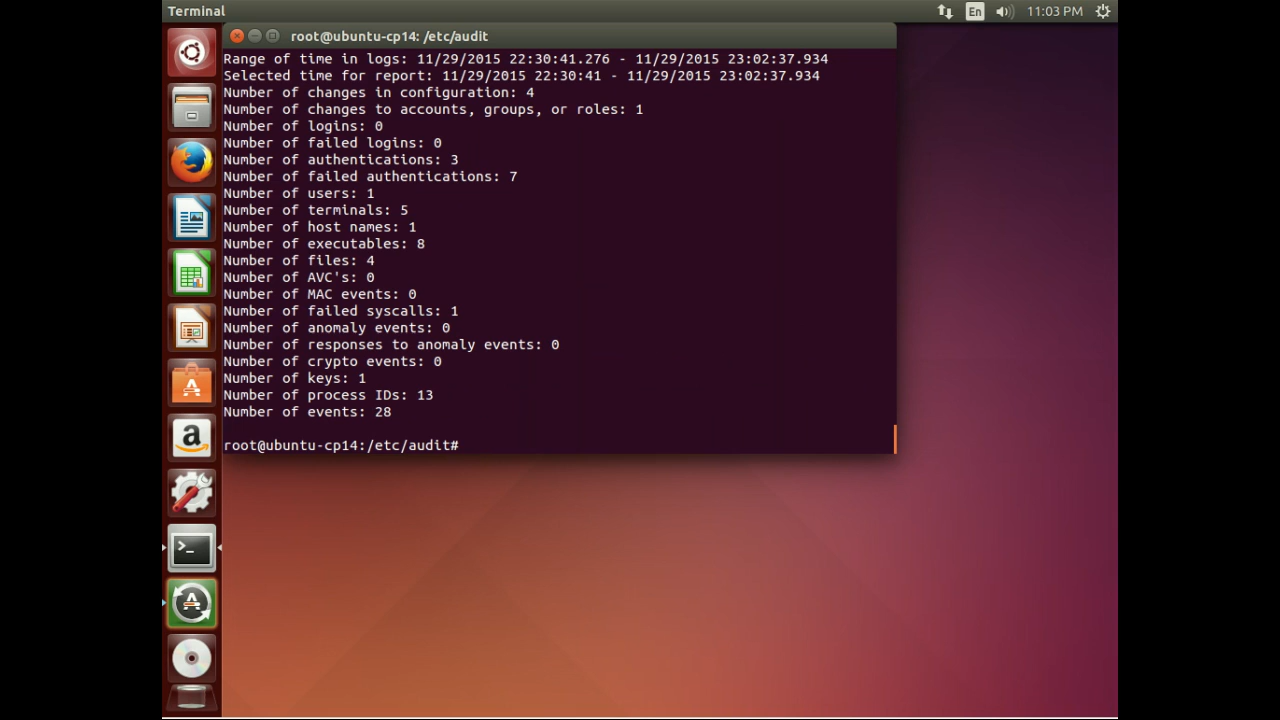 Terminal
En
11:03 PM
root@ubuntu-cp14: /etc/audit
Range of time in logs: 11/29/2015 22:30:41.276 - 11/29/2015 23:02:37.934
Selected time for report: 11/29/2015 22:30:41 - 11/29/2015 23:02:37.934
Number of changes in configuration: 4
Number of changes to accounts, groups, or roles: 1
Number of logins: 0
Number of failed logins: 0
Number of authentications: 3
Number of failed authentications: 7
Number of users: 1
Number of terminals: 5
Number of host names: 1
Number of executables: 8
Number of files: 4
Number of AVC's: 0
Number of MAC events: 0
Number of failed syscalls: 1
Number of anomaly events: 0
Number of responses to anomaly events: 0
Number of crypto events: 0
Number of keys: 1
Number of process IDs: 13
Number of events: 28
root@ubuntu-cp14:/etc/audit#